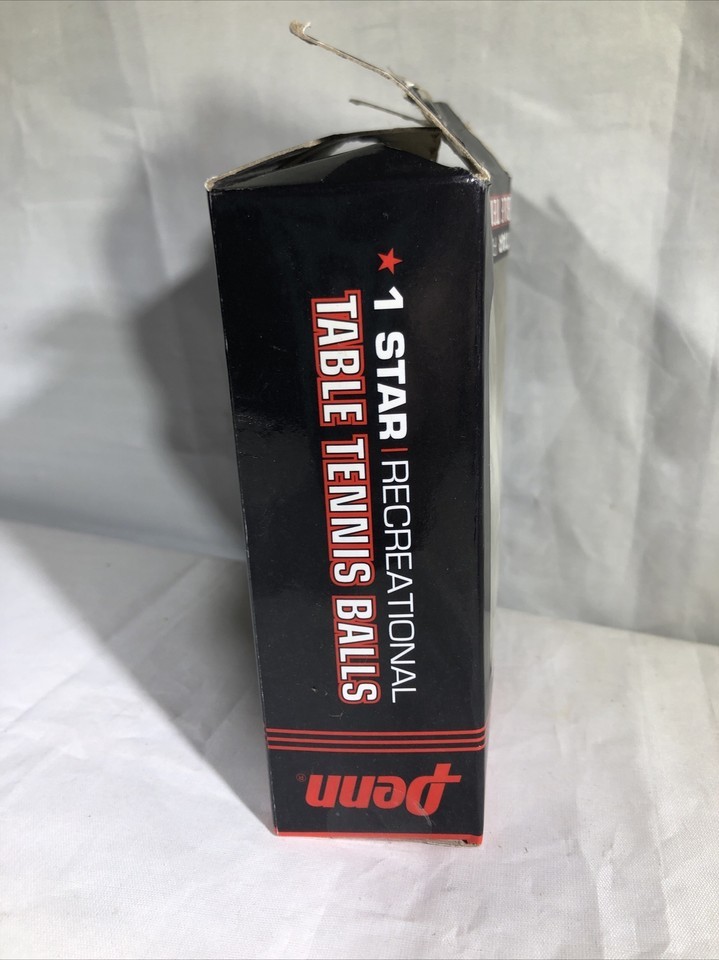 ★ 1 STAR | RECREATIONAL
TABLE TENNIS BALLS
Penn®